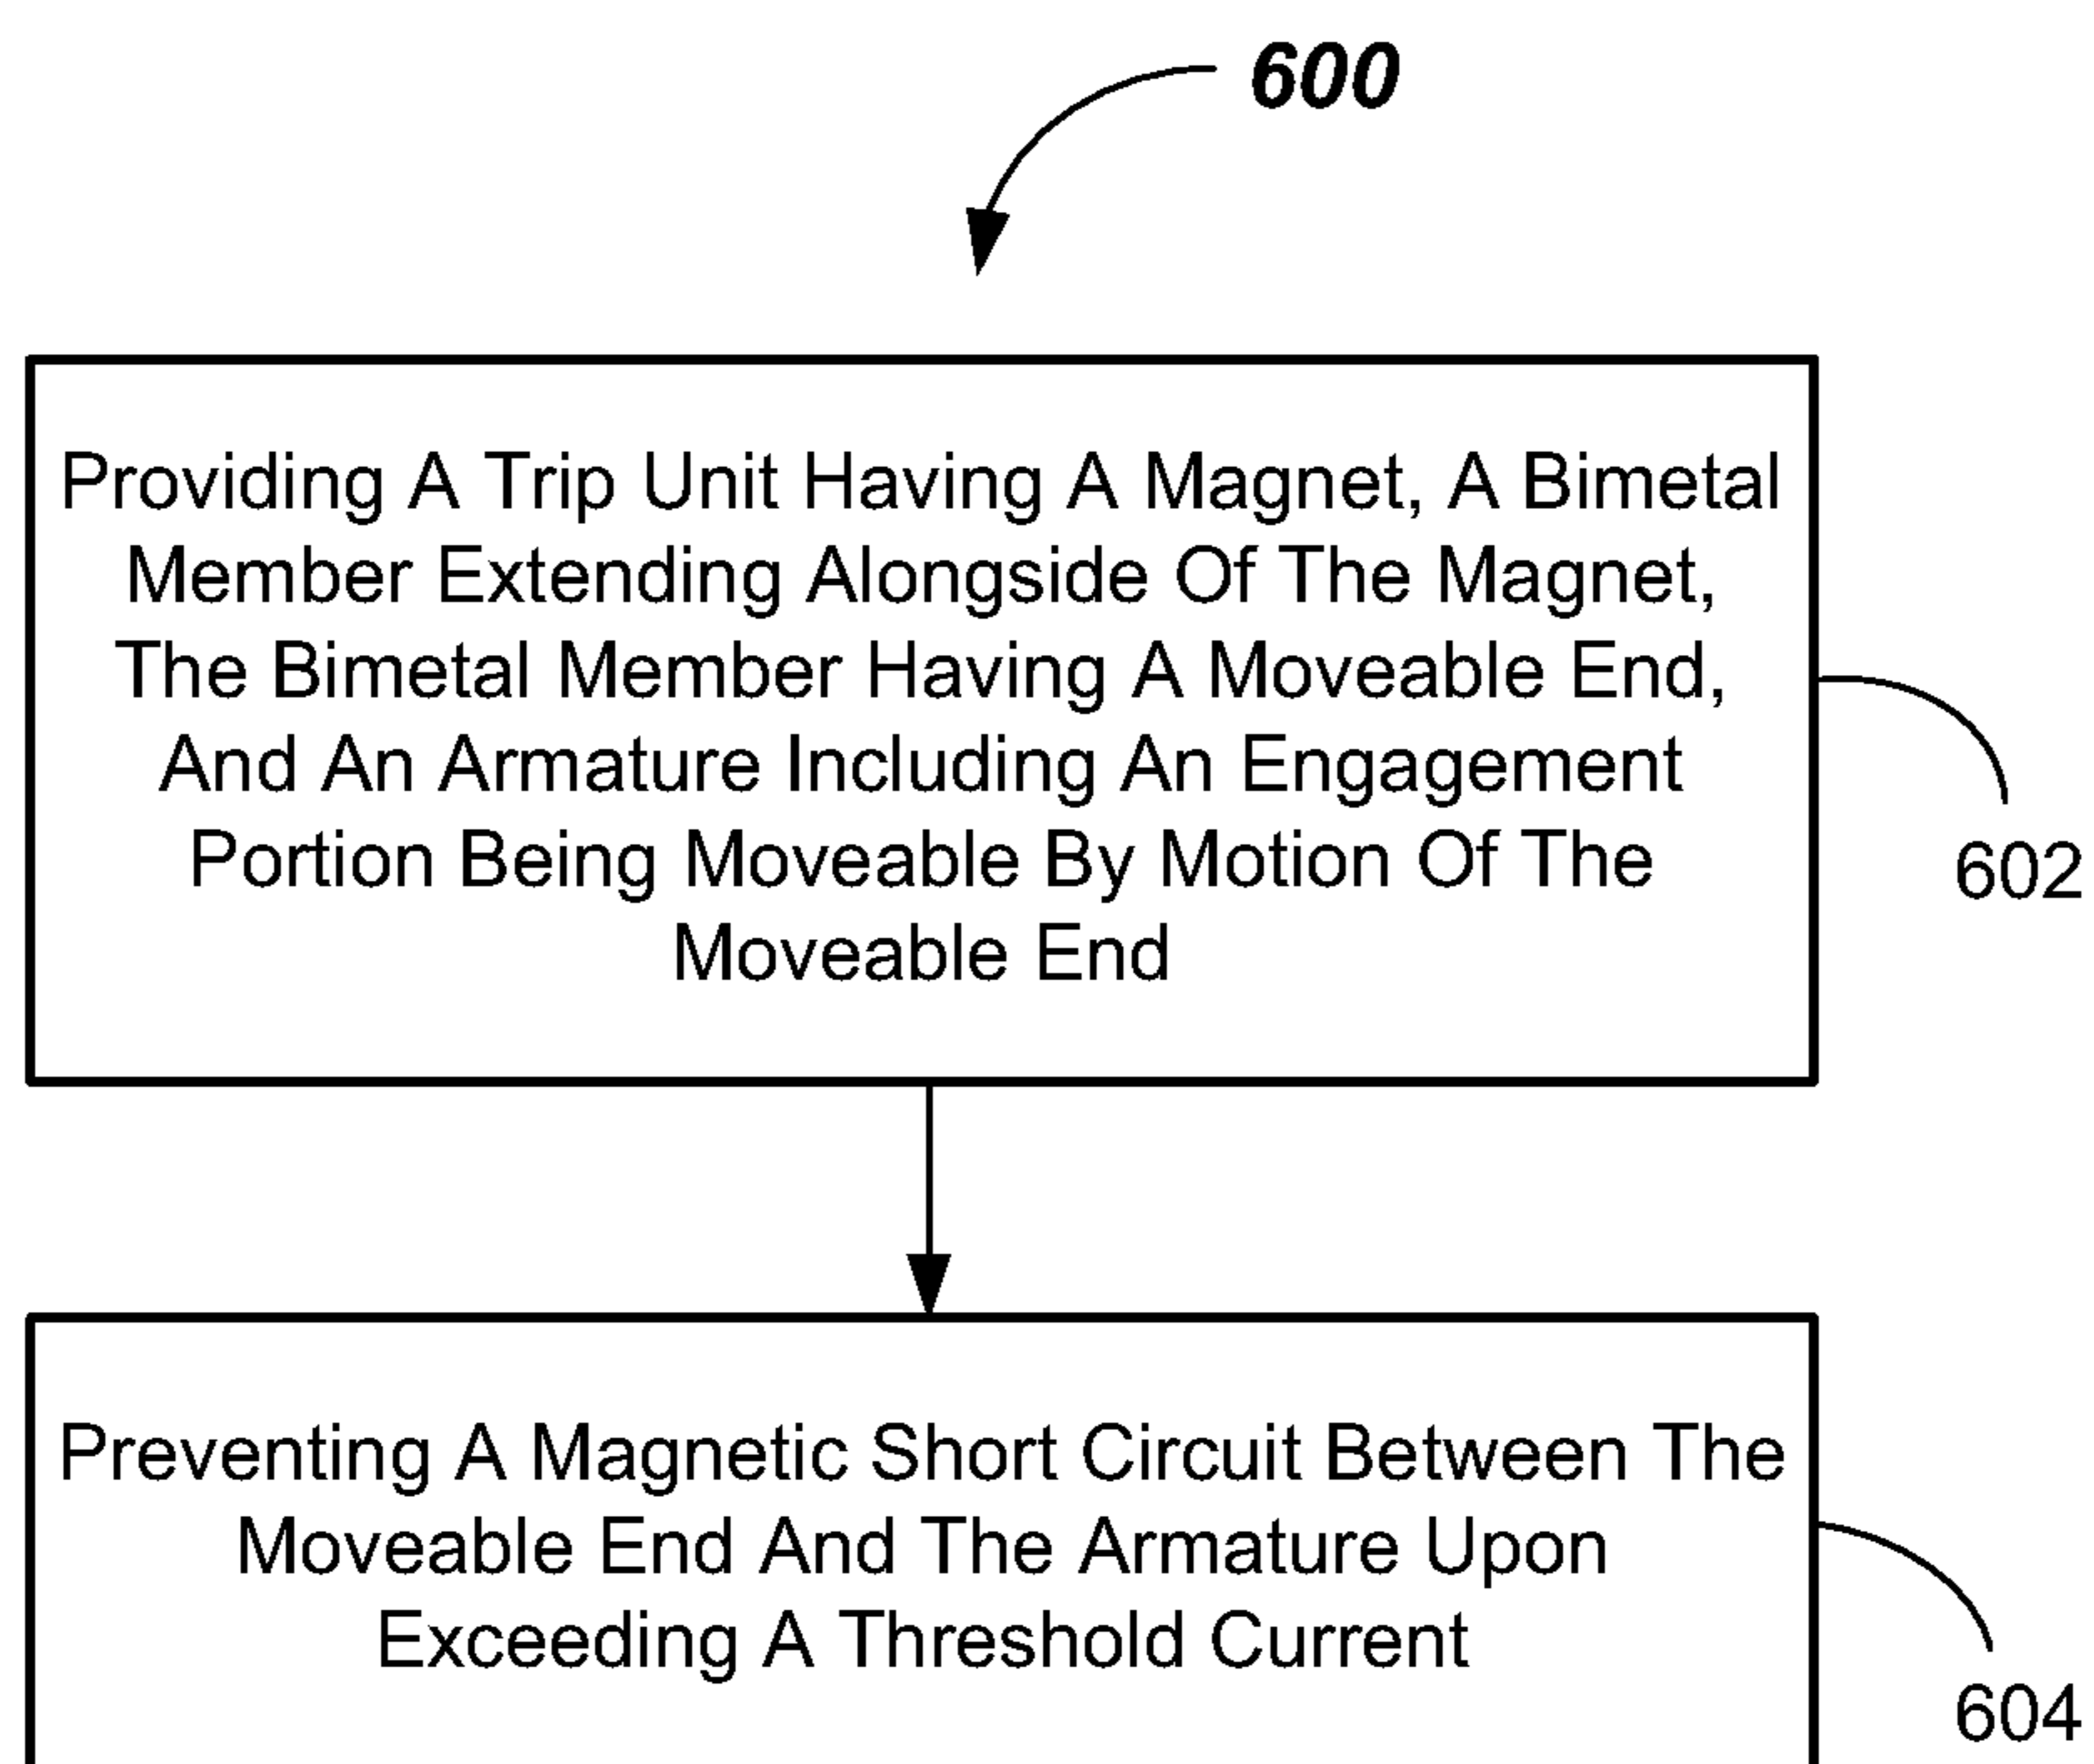 600
Providing A Trip Unit Having A Magnet, A Bimetal
Member Extending Alongside Of The Magnet,
The Bimetal Member Having A Moveable End,
And An Armature Including An Engagement
Portion Being Moveable By Motion Of The
Moveable End
602
Preventing A Magnetic Short Circuit Between The
Moveable End And The Armature Upon
Exceeding A Threshold Current
604